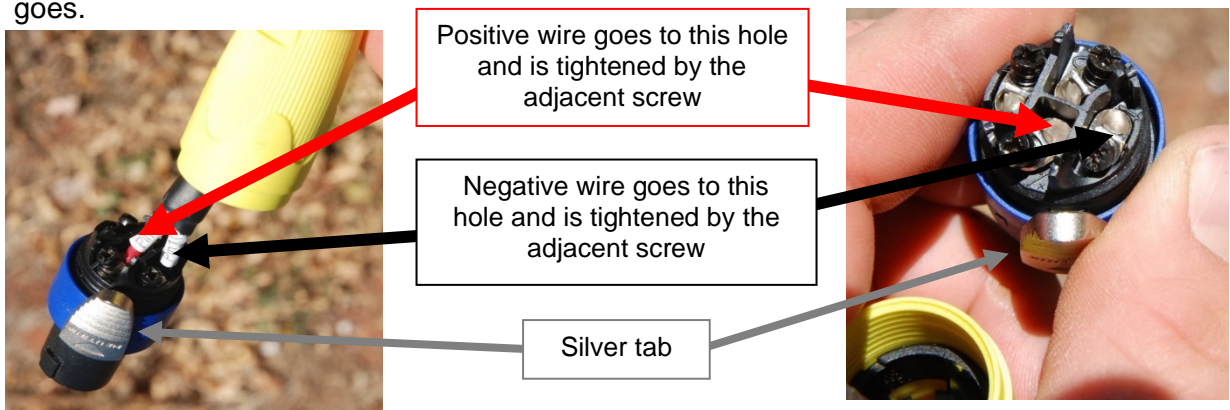 goes.
Positive wire goes to this hole
and is tightened by the
adjacent screw
Negative wire goes to this
hole and is tightened by the
adjacent screw
Silver tab